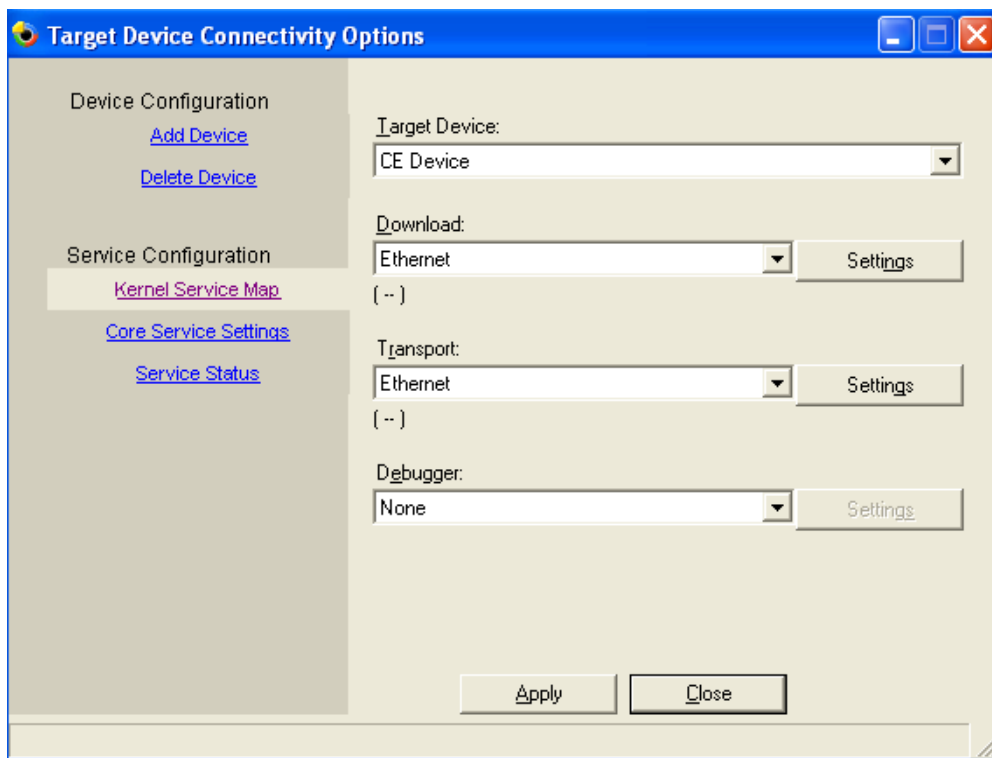 Target Device Connectivity Options
Device Configuration
Add Device
Delete Device
Service Configuration
Kernel Service Map
Core Service Settings
Service Status
Target Device:
CE Device
Download:
Ethernet
Settings
( -- )
Transport:
Ethernet
Settings
( -- )
Debugger:
None
Settings
Apply
Close